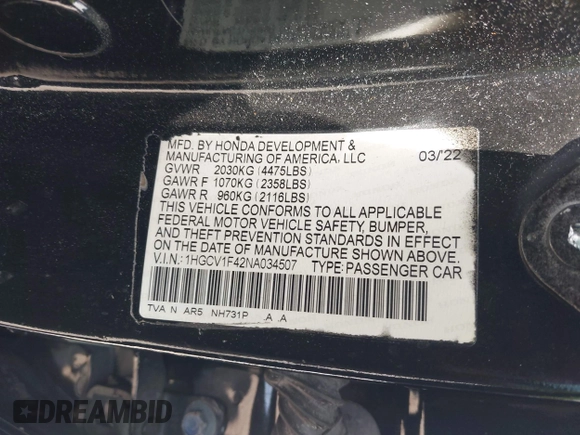 MFD. BY HONDA DEVELOPMENT &
MANUFACTURING OF AMERICA, LLC 03/'22
GVWR 2030KG (4475LBS)
GAWR F 1070KG (2358LBS)
GAWR R 960KG (2116LBS)
THIS VEHICLE CONFORMS TO ALL APPLICABLE
FEDERAL MOTOR VEHICLE SAFETY, BUMPER,
AND THEFT PREVENTION STANDARDS IN EFFECT
ON THE DATE OF MANUFACTURE SHOWN ABOVE.
V.I.N.: 1HGCV1F42NA034507 TYPE: PASSENGER CAR
TVA N AR5 NH731P A A
DREAMBID